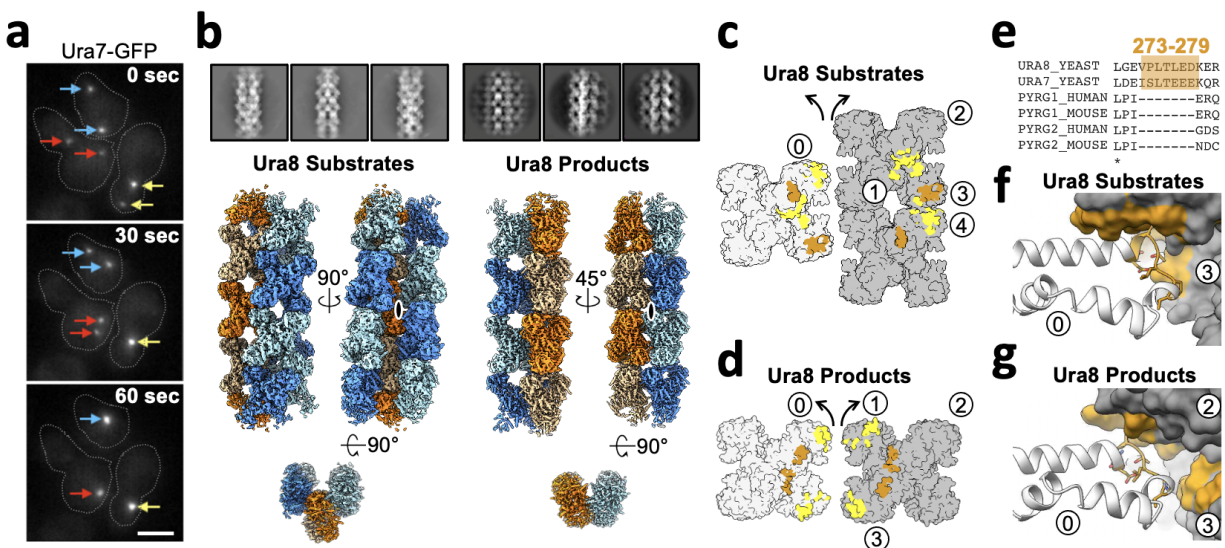 a
Ura7-GFP
0 sec
30 sec
60 sec
b
Ura8 Substrates
Ura8 Products
90°
45°
90°
90°
c
Ura8 Substrates
0
2
1
3
4
d
Ura8 Products
0
1
2
3
e
273-279
URA8_YEAST LGEVPLTLEDKER
URA7_YEAST LDEISLTEEEKQR
PYRG1_HUMAN LPI-------ERQ
PYRG1_MOUSE LPI-------ERQ
PYRG2_HUMAN LPI-------GDS
PYRG2_MOUSE LPI-------NDC
*
f
Ura8 Substrates
3
0
g
Ura8 Products
2
0
3